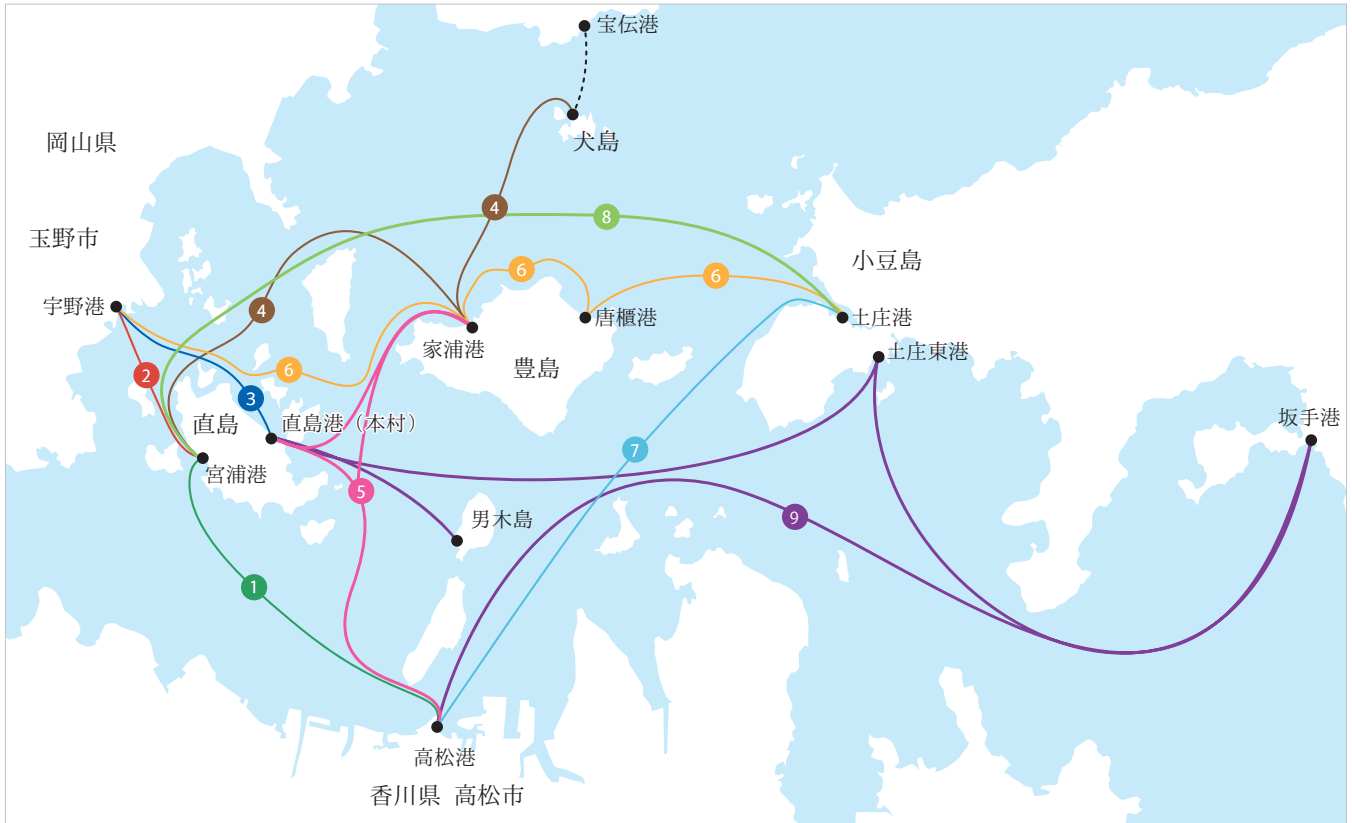 宝伝港
犬島
岡山県
4
8
玉野市
小豆島
6
6
宇野港
4
唐櫃港
土庄港
家浦港
土庄東港
豊島
6
2
3
直島
直島港（本村）
坂手港
7
宮浦港
5
男木島
9
1
高松港
香川県 高松市